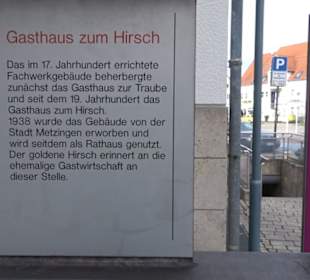 Gasthaus zum Hirsch
Das im 17. Jahrhundert errichtete
Fachwerkgebäude beherbergte
zunächst das Gasthaus zur Traube
und seit dem 19. Jahrhundert das
Gasthaus zum Hirsch.
1938 wurde das Gebäude von der
Stadt Metzingen erworben und
wird seitdem als Rathaus genutzt.
Der goldene Hirsch erinnert an die
ehemalige Gastwirtschaft an
dieser Stelle.
P